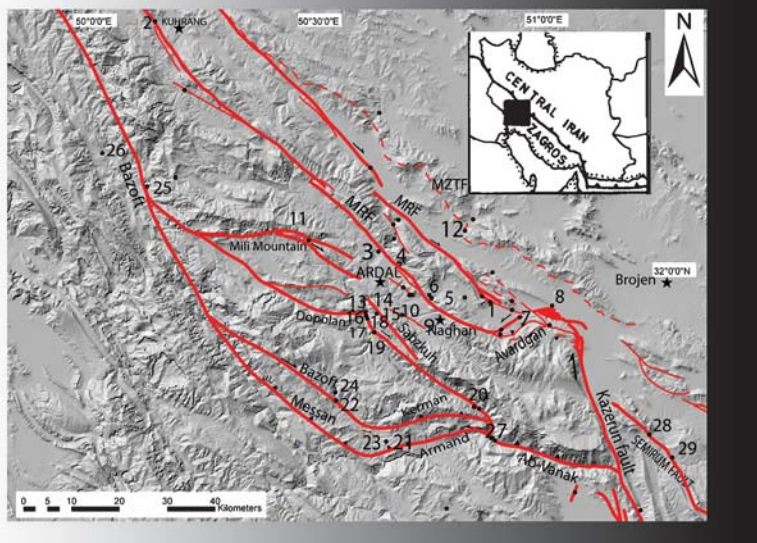 50°0'0"E
50°30'0"E
51°0'0"E
N
2
KUHRANG
CENTRAL IRAN
ZAGROS
26
Bazoft
25
MZTF
MRF
MRF
11
Mili Mountain
12
3
4
ARDAL
32°0'0"N
Brojen
6
5
1
7
8
13
14
16
15
10
9
Naghan
Dopolan
18
17
19
Sabzkuh
Avardgan
Bazoft
24
22
Messan
Kerman
20
23
21
Armand
27
Ab-Vanak
Kazerun fault
28
29
SEMIRUM FAULT
0 5 10 20 30 40
Kilometers